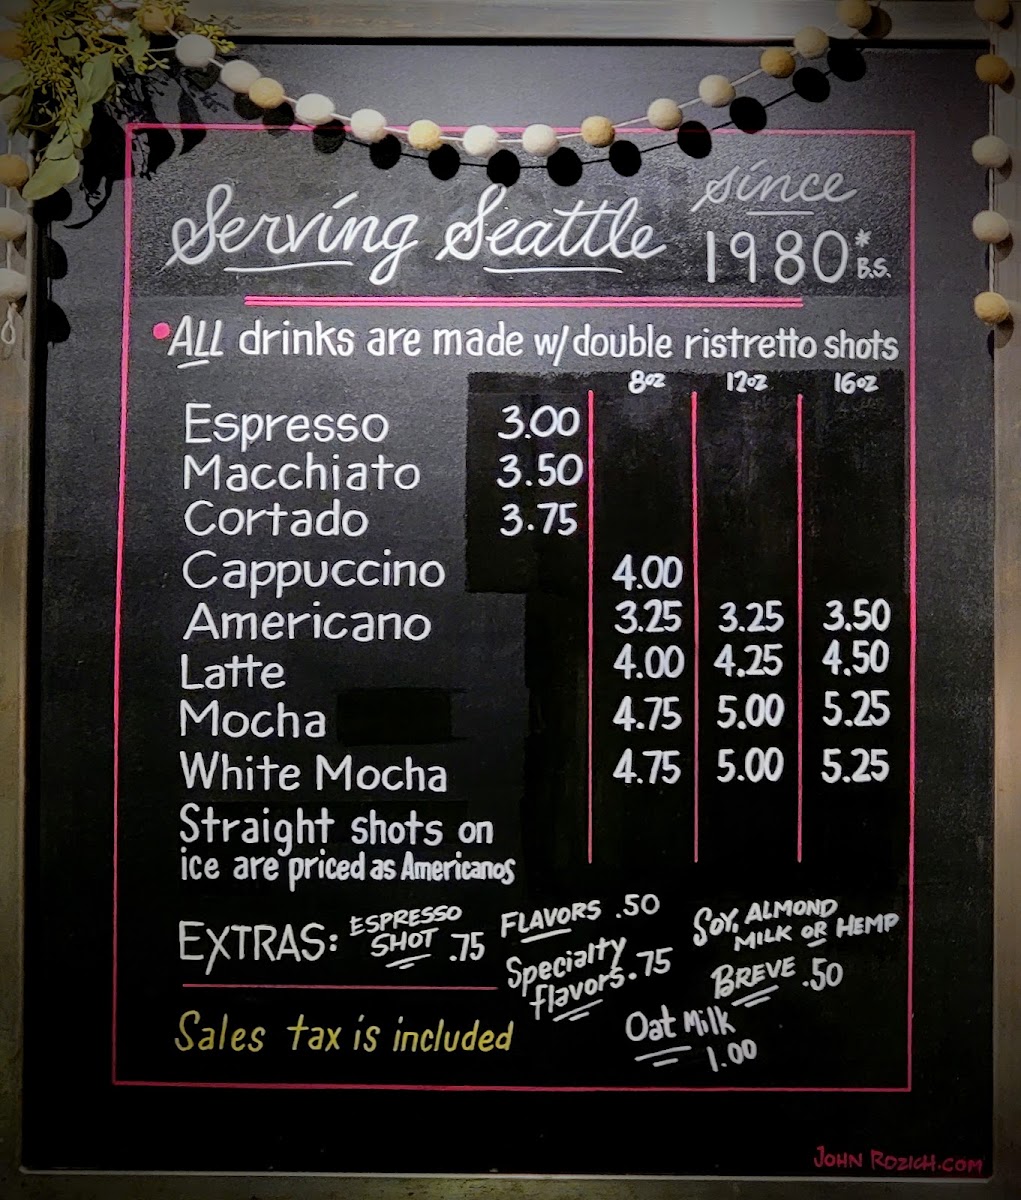 Serving Seattle since
1980*
B.S.
ALL drinks are made w/ double ristretto shots
8oz 12oz 16oz
Espresso 3.00
Macchiato 3.50
Cortado 3.75
Cappuccino 4.00
Americano 3.25 3.25 3.50
Latte 4.00 4.25 4.50
Mocha 4.75 5.00 5.25
White Mocha 4.75 5.00 5.25
Straight shots on
ice are priced as Americanos
EXTRAS:
ESPRESSO
SHOT .75
FLAVORS .50
Specialty
flavors .75
SOY, ALMOND
MILK OR HEMP
BREVE .50
Oat Milk
1.00
Sales tax is included
JOHN ROZICH.COM